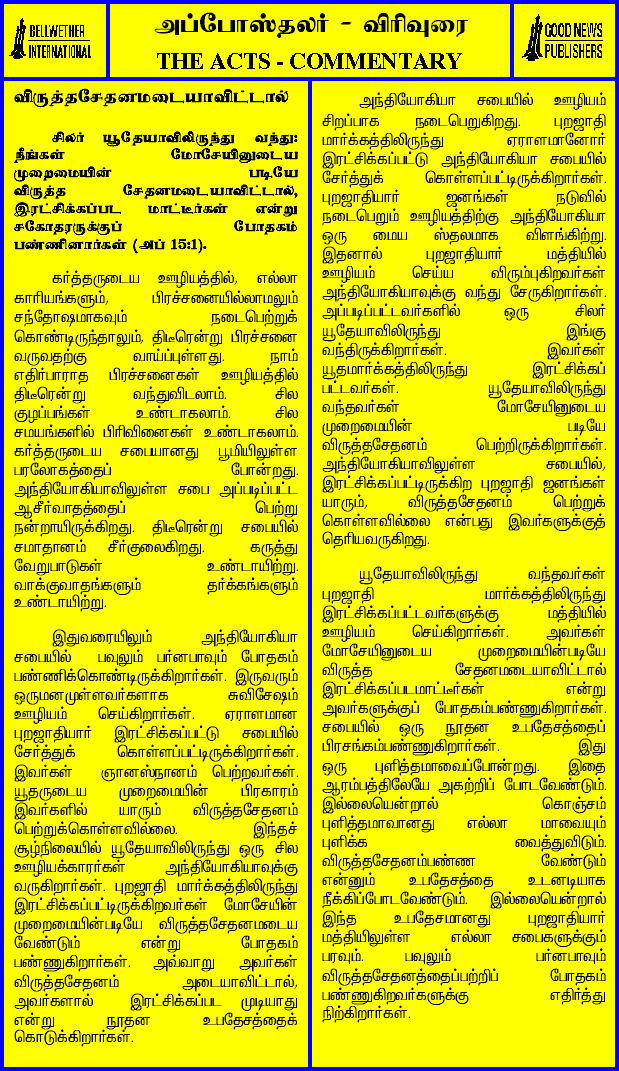 BELLWETHER
INTERNATIONAL
அப்போஸ்தலர் - விரிவுரை
THE ACTS - COMMENTARY
GOOD NEWS
PUBLISHERS
விருத்தசேதனமடையாவிட்டால்
சிலர் யூதேயாவிலிருந்து வந்து:
நீங்கள் மோசேயினுடைய
முறைமையின் படியே
விருத்த சேதனமடையாவிட்டால்,
இரட்சிக்கப்பட மாட்டீர்கள் என்று
சகோதரருக்குப் போதகம்
பண்ணினார்கள் (அப் 15:1).
கர்த்தருடைய ஊழியத்தில், எல்லா
காரியங்களும், பிரச்சனையில்லாமலும்
சந்தோஷமாகவும் நடைபெற்றுக்
கொண்டிருந்தாலும், திடீரென்று பிரச்சனை
வருவதற்கு வாய்ப்புள்ளது. நாம்
எதிர்பாராத பிரச்சனைகள் ஊழியத்தில்
திடீரென்று வந்துவிடலாம். சில
குழப்பங்கள் உண்டாகலாம். சில
சமயங்களில் பிரிவினைகள் உண்டாகலாம்.
கர்த்தருடைய சபையானது பூமியிலுள்ள
பரலோகத்தைப் போன்றது.
அந்தியோகியாவிலுள்ள சபை அப்படிப்பட்ட
ஆசீர்வாதத்தைப் பெற்று
நன்றாயிருக்கிறது. திடீரென்று சபையில்
சமாதானம் சீர்குலைகிறது. கருத்து
வேறுபாடுகள் உண்டாயிற்று.
வாக்குவாதங்களும் தர்க்கங்களும்
உண்டாயிற்று.
இதுவரையிலும் அந்தியோகியா
சபையில் பவுலும் பர்னபாவும் போதகம்
பண்ணிக்கொண்டிருக்கிறார்கள். இருவரும்
ஒருமனமுள்ளவர்களாக சுவிசேஷம்
ஊழியம் செய்கிறார்கள். ஏராளமான
புறஜாதியார் இரட்சிக்கப்பட்டு சபையில்
சேர்த்துக் கொள்ளப்பட்டிருக்கிறார்கள்.
இவர்கள் ஞானஸ்நானம் பெற்றவர்கள்.
யூதருடைய முறைமையின் பிரகாரம்
இவர்களில் யாரும் விருத்தசேதனம்
பெற்றுக்கொள்ளவில்லை. இந்தச்
சூழ்நிலையில் யூதேயாவிலிருந்து ஒரு சில
ஊழியக்காரர்கள் அந்தியோகியாவுக்கு
வருகிறார்கள். புறஜாதி மார்க்கத்திலிருந்து
இரட்சிக்கப்பட்டிருக்கிறவர்கள் மோசேயின்
முறைமையின்படியே விருத்தசேதனமடைய
வேண்டும் என்று போதகம்
பண்ணுகிறார்கள். அவ்வாறு அவர்கள்
விருத்தசேதனம் அடையாவிட்டால்,
அவர்களால் இரட்சிக்கப்பட முடியாது
என்று நூதன உபதேசத்தைக்
கொடுக்கிறார்கள்.
அந்தியோகியா சபையில் ஊழியம்
சிறப்பாக நடைபெறுகிறது. புறஜாதி
மார்க்கத்திலிருந்து ஏராளமானோர்
இரட்சிக்கப்பட்டு அந்தியோகியா சபையில்
சேர்த்துக் கொள்ளப்பட்டிருக்கிறார்கள்.
புறஜாதியார் ஜனங்கள் நடுவில்
நடைபெறும் ஊழியத்திற்கு அந்தியோகியா
ஒரு மைய ஸ்தலமாக விளங்கிற்று.
இதனால் புறஜாதியார் மத்தியில்
ஊழியம் செய்ய விரும்புகிறவர்கள்
அந்தியோகியாவுக்கு வந்து சேருகிறார்கள்.
அப்படிப்பட்டவர்களில் ஒரு சிலர்
யூதேயாவிலிருந்து இங்கு
வந்திருக்கிறார்கள். இவர்கள்
யூதமார்க்கத்திலிருந்து இரட்சிக்கப்
பட்டவர்கள். யூதேயாவிலிருந்து
வந்தவர்கள் மோசேயினுடைய
முறைமையின் படியே
விருத்தசேதனம் பெற்றிருக்கிறார்கள்.
அந்தியோகியாவிலுள்ள சபையில்,
இரட்சிக்கப்பட்டிருக்கிற புறஜாதி ஜனங்கள்
யாரும், விருத்தசேதனம் பெற்றுக்
கொள்ளவில்லை என்பது இவர்களுக்குத்
தெரியவருகிறது.
யூதேயாவிலிருந்து வந்தவர்கள்
புறஜாதி மார்க்கத்திலிருந்து
இரட்சிக்கப்பட்டவர்களுக்கு மத்தியில்
ஊழியம் செய்கிறார்கள். அவர்கள்
மோசேயினுடைய முறைமையின்படியே
விருத்த சேதனமடையாவிட்டால்
இரட்சிக்கப்படமாட்டீர்கள் என்று
அவர்களுக்குப் போதகம்பண்ணுகிறார்கள்.
சபையில் ஒரு நூதன உபதேசத்தைப்
பிரசங்கம்பண்ணுகிறார்கள். இது
ஒரு புளித்தமாவைப்போன்றது. இதை
ஆரம்பத்திலேயே அகற்றிப் போடவேண்டும்.
இல்லையென்றால் கொஞ்சம்
புளித்தமாவானது எல்லா மாவையும்
புளிக்க வைத்துவிடும்.
விருத்தசேதனம்பண்ண வேண்டும்
என்னும் உபதேசத்தை உடனடியாக
நீக்கிப்போடவேண்டும். இல்லையென்றால்
இந்த உபதேசமானது புறஜாதியார்
மத்தியிலுள்ள எல்லா சபைகளுக்கும்
பரவும். பவுலும் பர்னபாவும்
விருத்தசேதனத்தைப்பற்றிப் போதகம்
பண்ணுகிறவர்களுக்கு எதிர்த்து
நிற்கிறார்கள்.